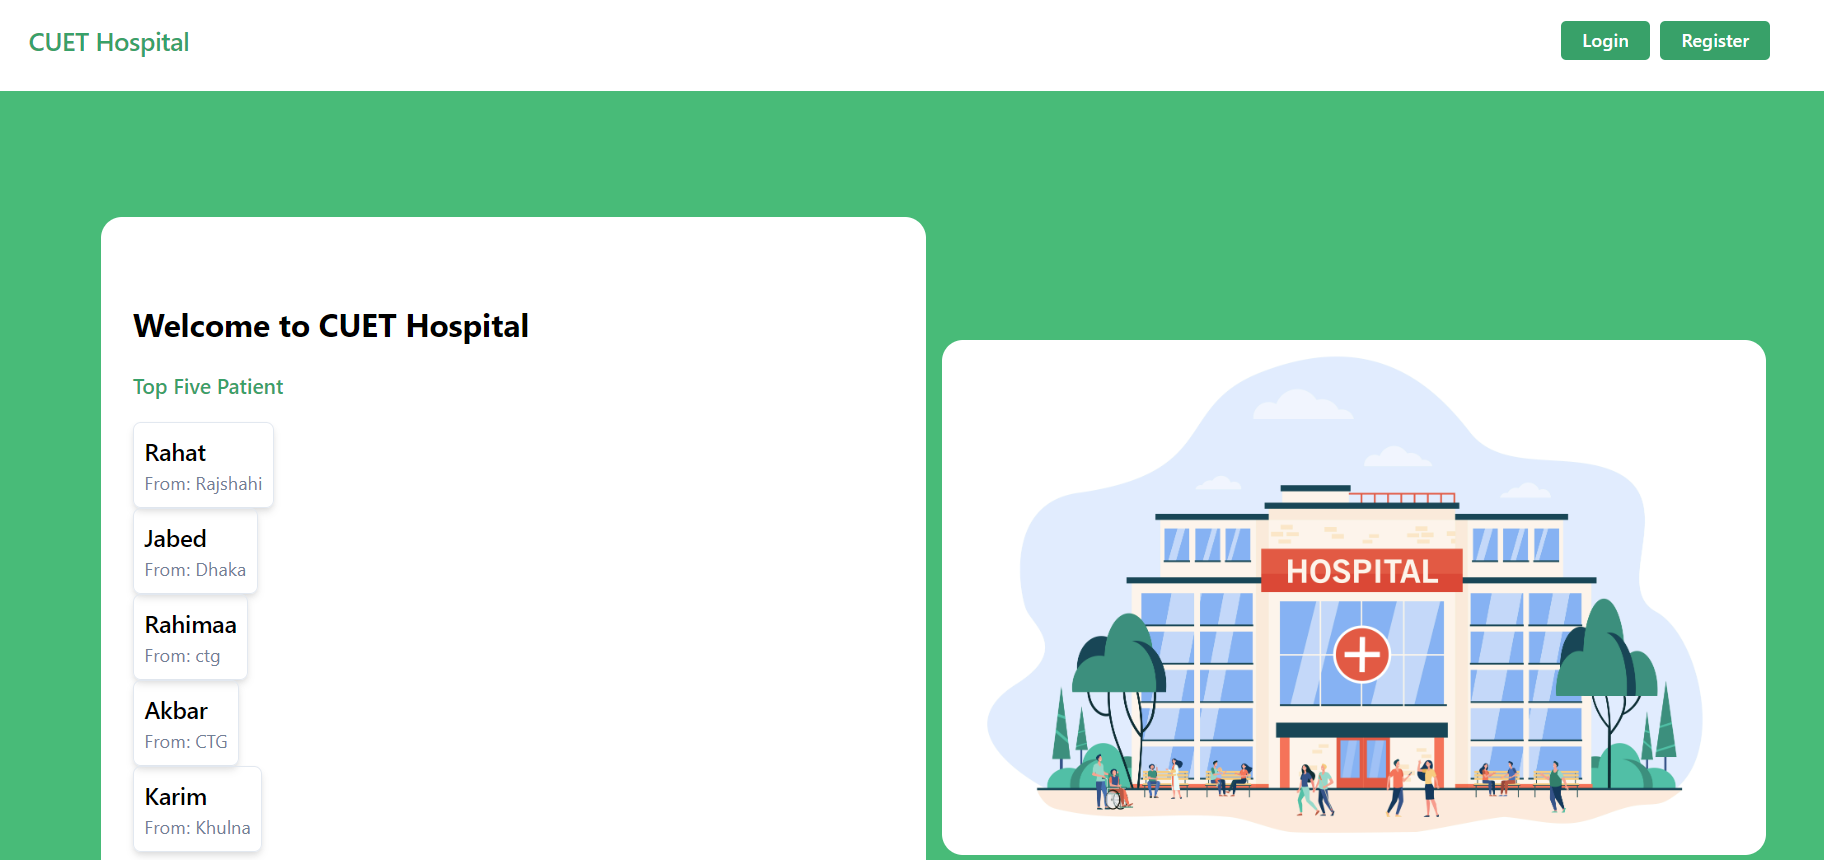 CUET Hospital
Login
Register
Welcome to CUET Hospital
Top Five Patient
Rahat
From: Rajshahi
Jabed
From: Dhaka
Rahimaa
From: ctg
Akbar
From: CTG
Karim
From: Khulna
HOSPITAL